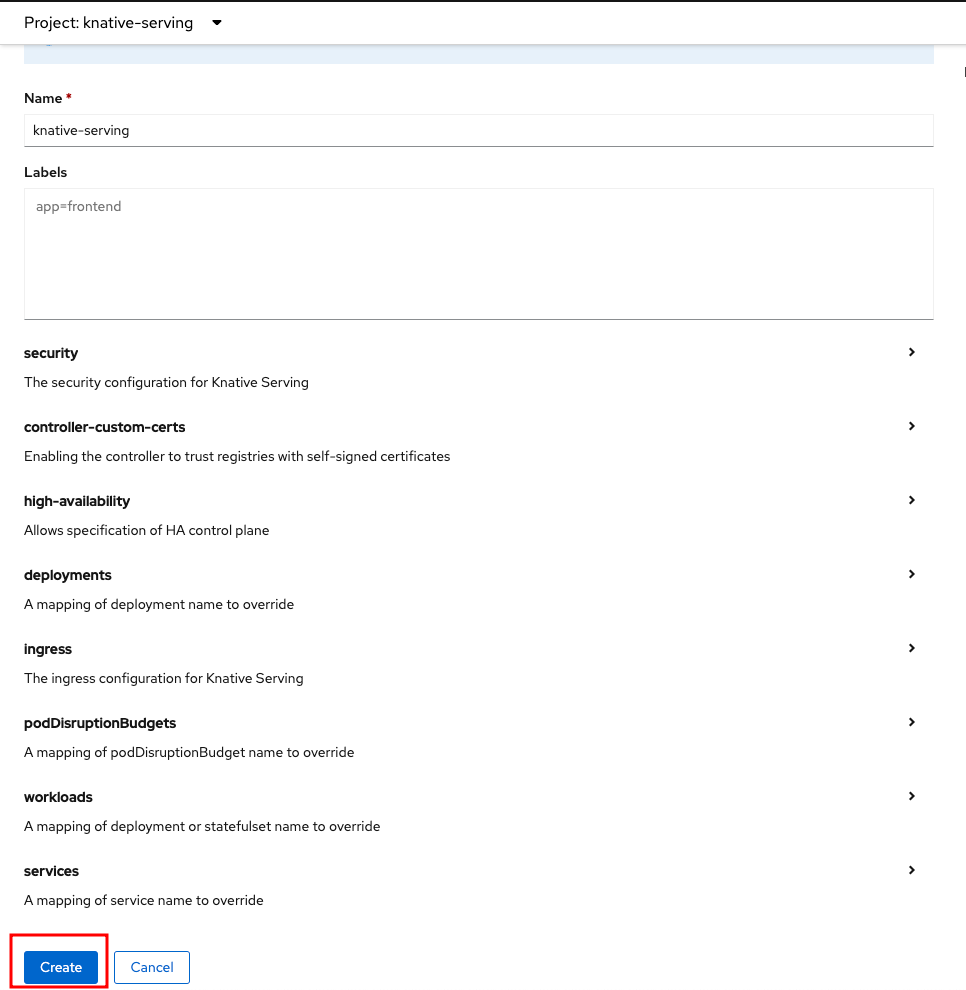 Project: knative-serving
Name *
knative-serving
Labels
app=frontend
security
The security configuration for Knative Serving
controller-custom-certs
Enabling the controller to trust registries with self-signed certificates
high-availability
Allows specification of HA control plane
deployments
A mapping of deployment name to override
ingress
The ingress configuration for Knative Serving
podDisruptionBudgets
A mapping of podDisruptionBudget name to override
workloads
A mapping of deployment or statefulset name to override
services
A mapping of service name to override
Create Cancel